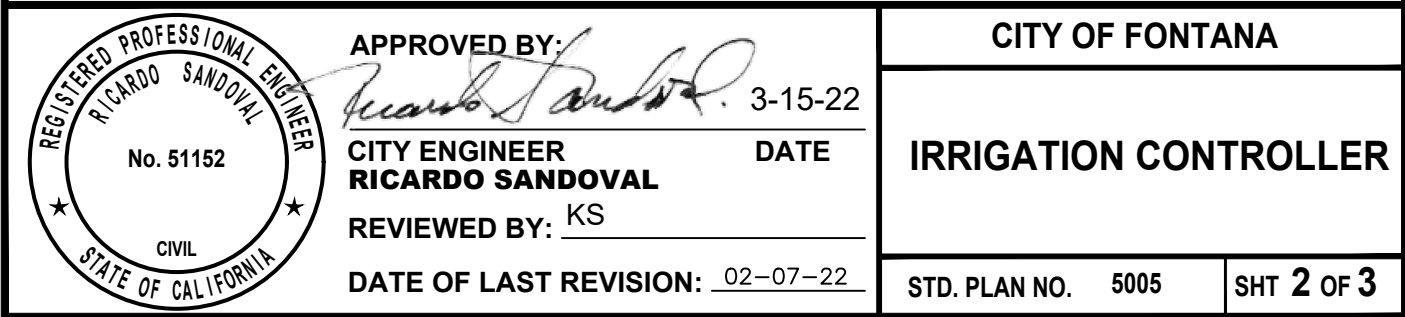 REGISTERED PROFESSIONAL ENGINEER
RICARDO SANDOVAL
No. 51152
CIVIL
STATE OF CALIFORNIA
APPROVED BY:
Ricardo Sandoval. 3-15-22
CITY ENGINEER DATE
RICARDO SANDOVAL
REVIEWED BY: KS
DATE OF LAST REVISION: 02-07-22
CITY OF FONTANA
IRRIGATION CONTROLLER
STD. PLAN NO. 5005 SHT 2 OF 3